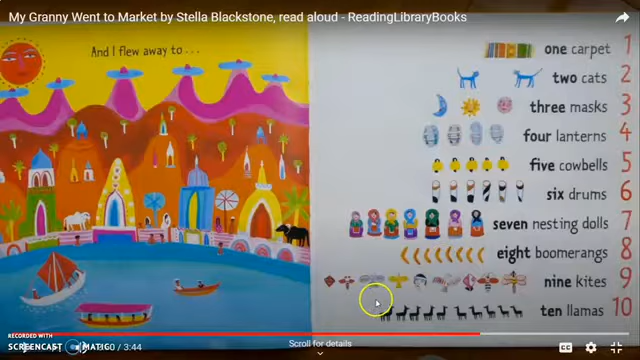 My Granny Went to Market by Stella Blackstone, read aloud - ReadingLibraryBooks
And I flew away to...
one carpet 1
two cats 2
three masks 3
four lanterns 4
five cowbells 5
six drums 6
seven nesting dolls 7
eight boomerangs 8
nine kites 9
ten llamas 10
RECORDED WITH
SCREENCAST MATIC
/ 3:44
Scroll for details
CC